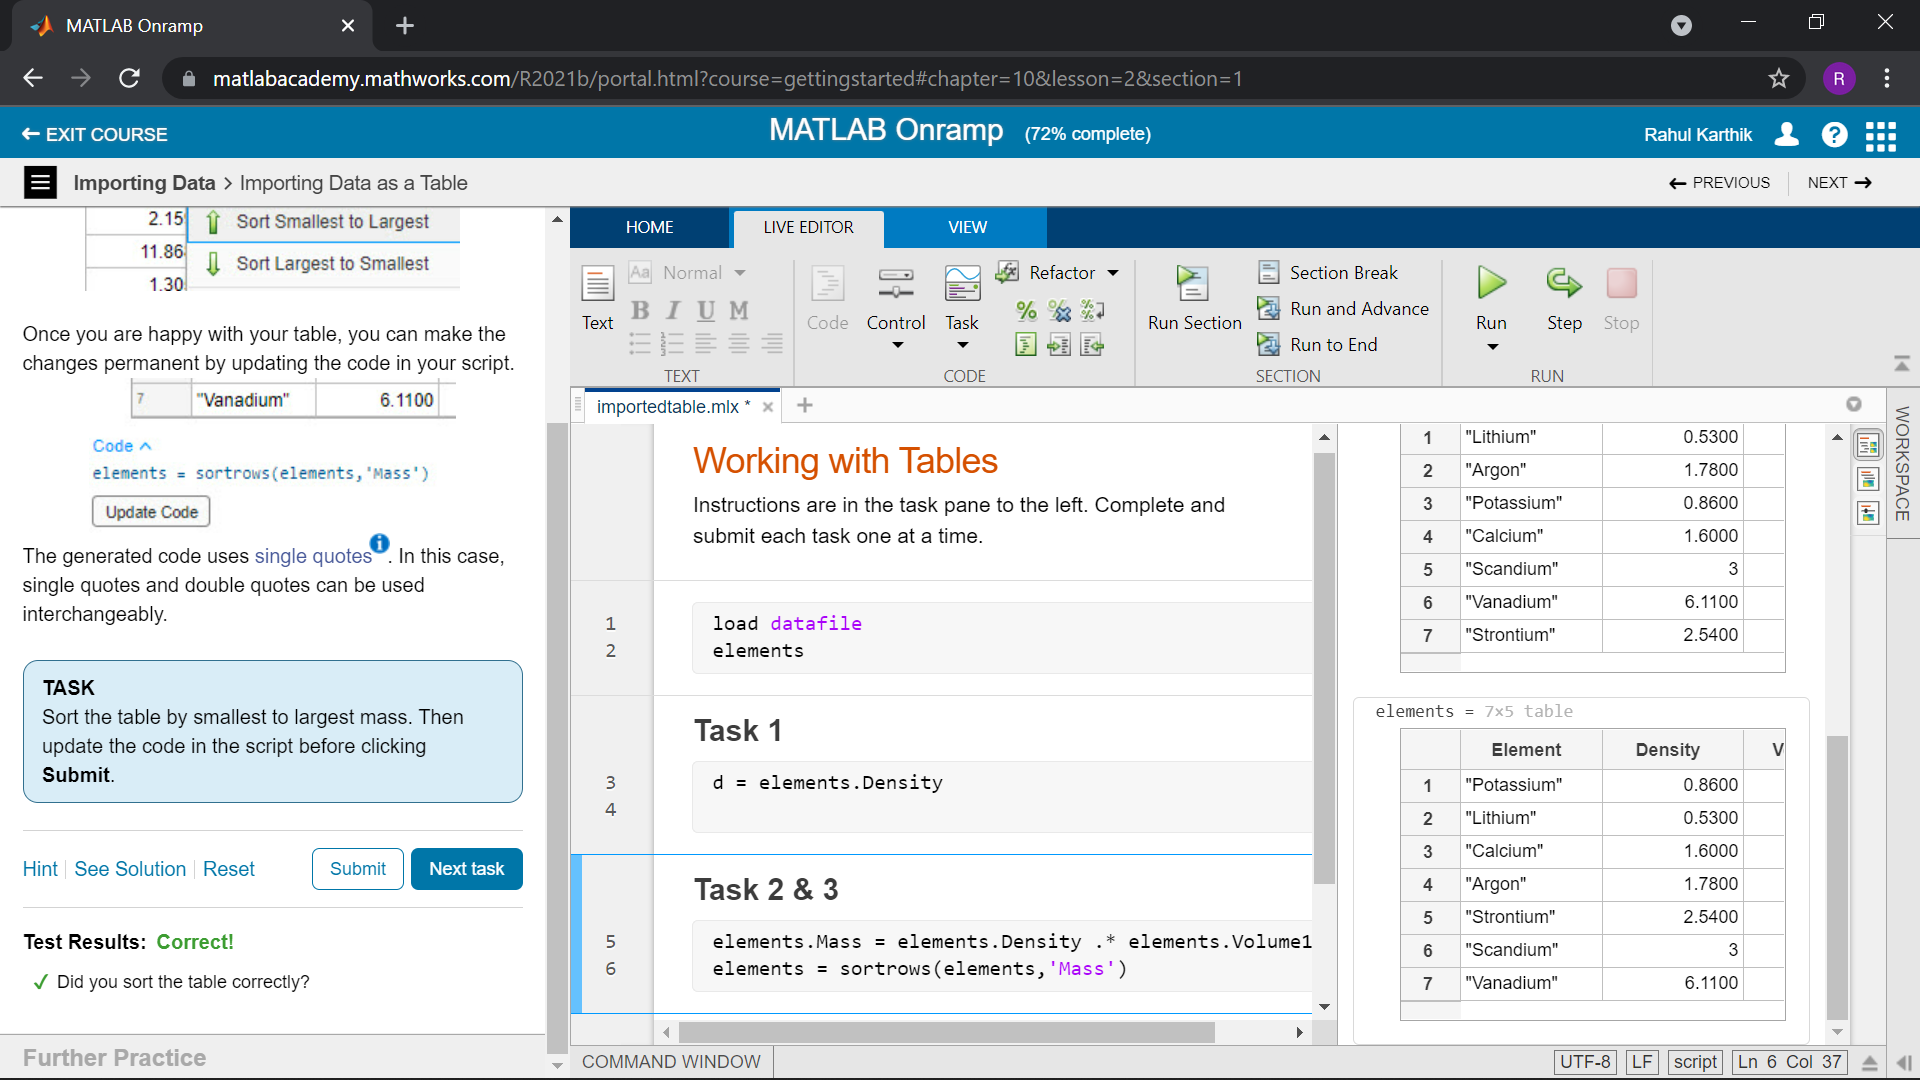 MATLAB Onramp
matlabacademy.mathworks.com/R2021b/portal.html?course=gettingstarted#chapter=10&lesson=2&section=1
R
EXIT COURSE
MATLAB Onramp (72% complete)
Rahul Karthik
Importing Data > Importing Data as a Table
PREVIOUS
NEXT
2.15
Sort Smallest to Largest
11.86
Sort Largest to Smallest
1.30
Once you are happy with your table, you can make the
changes permanent by updating the code in your script.
7 "Vanadium" 6.1100
Code
elements = sortrows(elements,'Mass')
Update Code
The generated code uses single quotes. In this case,
single quotes and double quotes can be used
interchangeably.
TASK
Sort the table by smallest to largest mass. Then
update the code in the script before clicking
Submit.
Hint
See Solution
Reset
Submit
Next task
Test Results: Correct!
✓ Did you sort the table correctly?
Further Practice
HOME
LIVE EDITOR
VIEW
Text
Aa Normal
B I U M
TEXT
Code
Control
Task
Refactor
CODE
Run Section
Section Break
Run and Advance
Run to End
SECTION
Run
Step
Stop
RUN
importedtable.mlx *
WORKSPACE
Working with Tables
Instructions are in the task pane to the left. Complete and
submit each task one at a time.
1 load datafile
2 elements
Task 1
3 d = elements.Density
4
Task 2 & 3
5 elements.Mass = elements.Density .* elements.Volume1
6 elements = sortrows(elements,'Mass')
1 "Lithium" 0.5300
2 "Argon" 1.7800
3 "Potassium" 0.8600
4 "Calcium" 1.6000
5 "Scandium" 3
6 "Vanadium" 6.1100
7 "Strontium" 2.5400
elements = 7×5 table
Element Density V
1 "Potassium" 0.8600
2 "Lithium" 0.5300
3 "Calcium" 1.6000
4 "Argon" 1.7800
5 "Strontium" 2.5400
6 "Scandium" 3
7 "Vanadium" 6.1100
COMMAND WINDOW
UTF-8
LF
script
Ln 6 Col 37